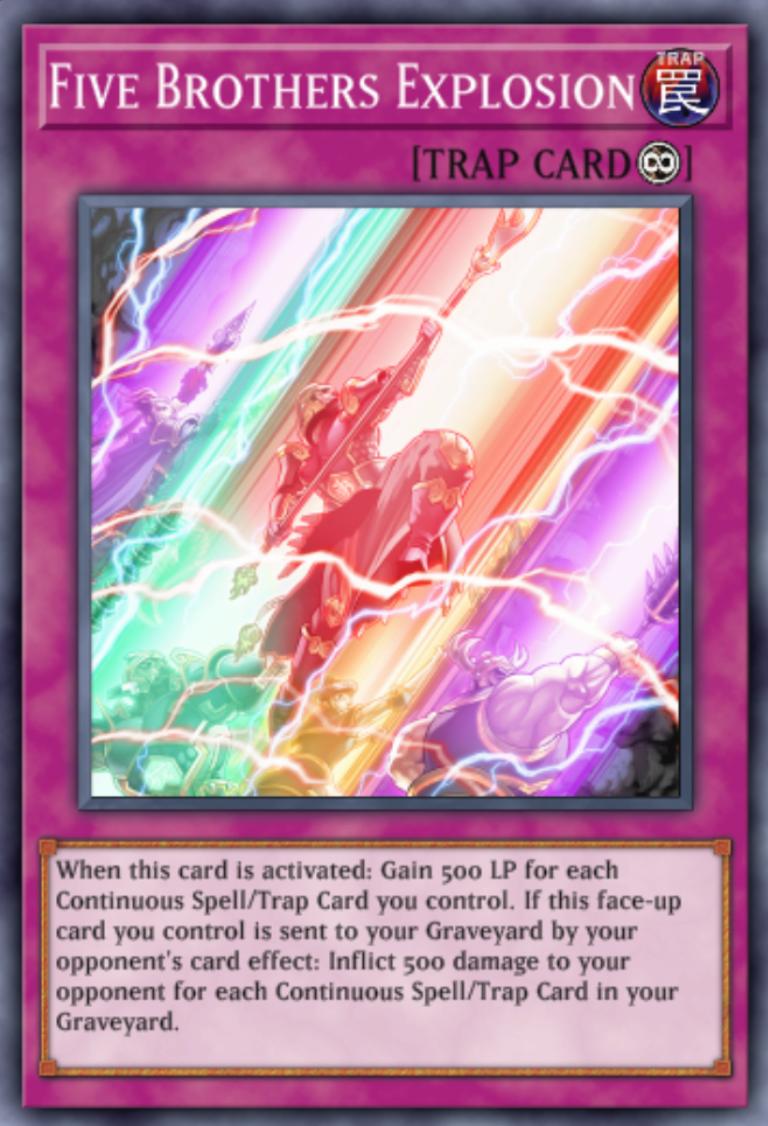 FIVE BROTHERS EXPLOSION
TRAP
罠
[TRAP CARD]
When this card is activated: Gain 500 LP for each
Continuous Spell/Trap Card you control. If this face-up
card you control is sent to your Graveyard by your
opponent's card effect: Inflict 500 damage to your
opponent for each Continuous Spell/Trap Card in your
Graveyard.